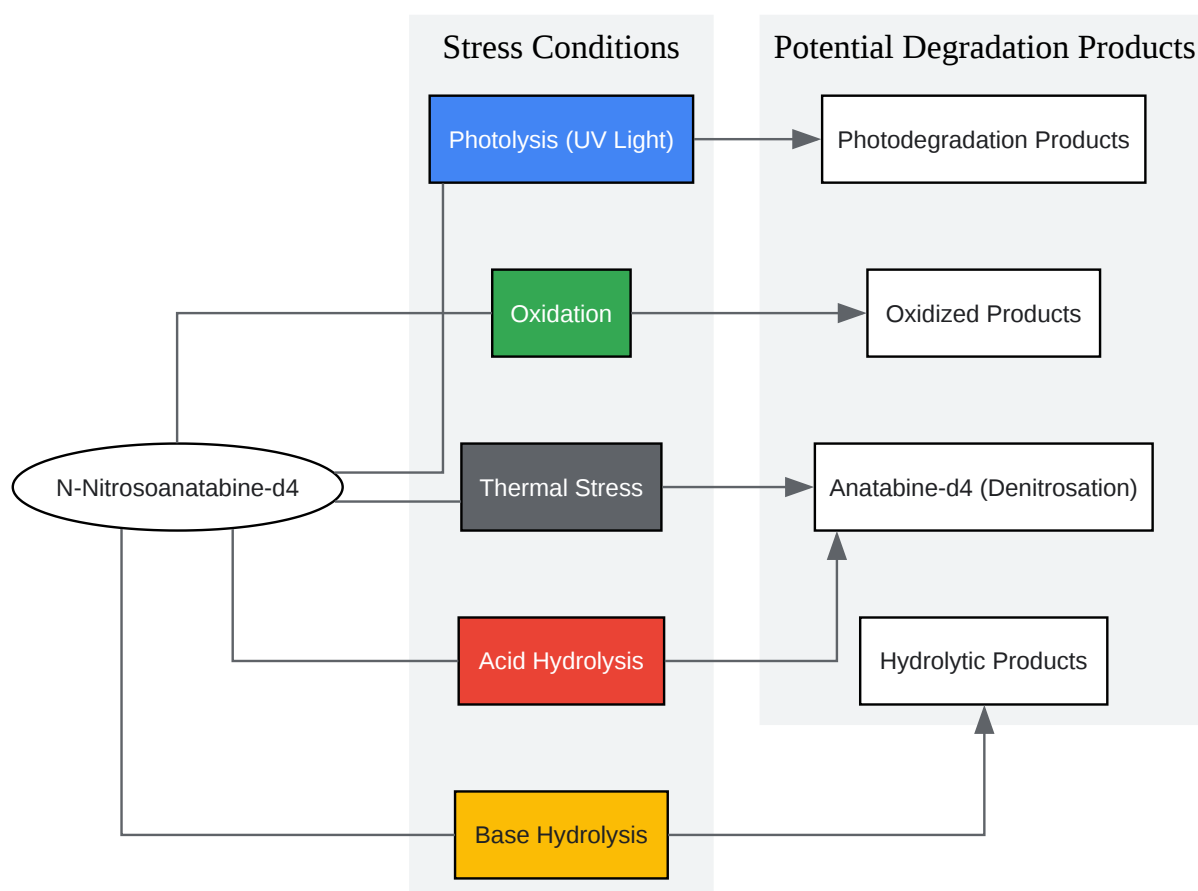 Stress Conditions
Potential Degradation Products
Photolysis (UV Light)
Photodegradation Products
Oxidation
Oxidized Products
N-Nitrosoanatabine-d4
Thermal Stress
Anatabine-d4 (Denitrosation)
Acid Hydrolysis
Hydrolytic Products
Base Hydrolysis